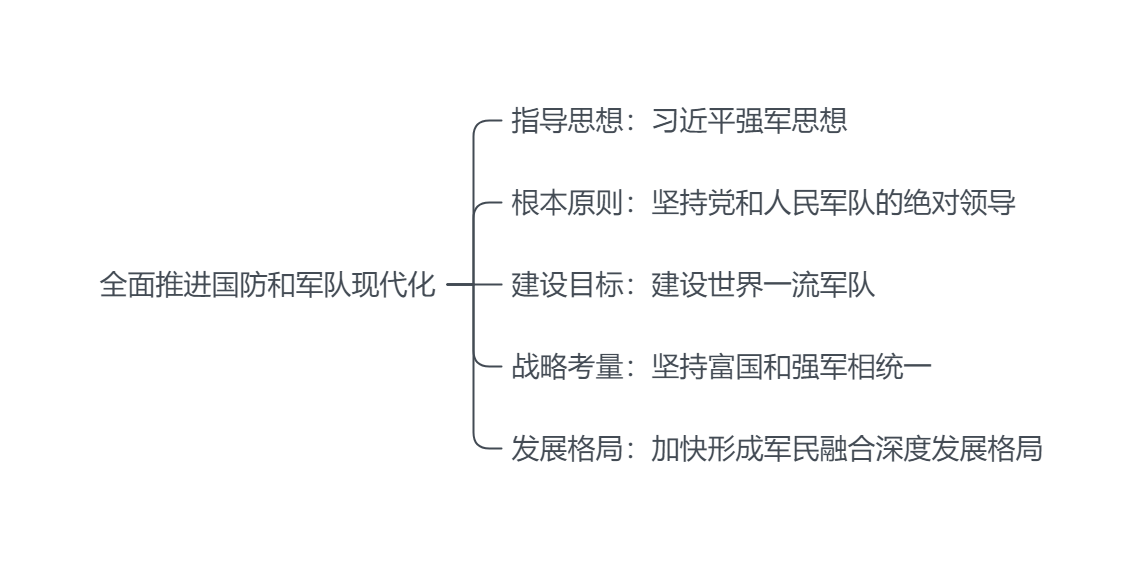 全面推进国防和军队现代化
指导思想：习近平强军思想
根本原则：坚持党和人民军队的绝对领导
建设目标：建设世界一流军队
战略考量：坚持富国和强军相统一
发展格局：加快形成军民融合深度发展格局